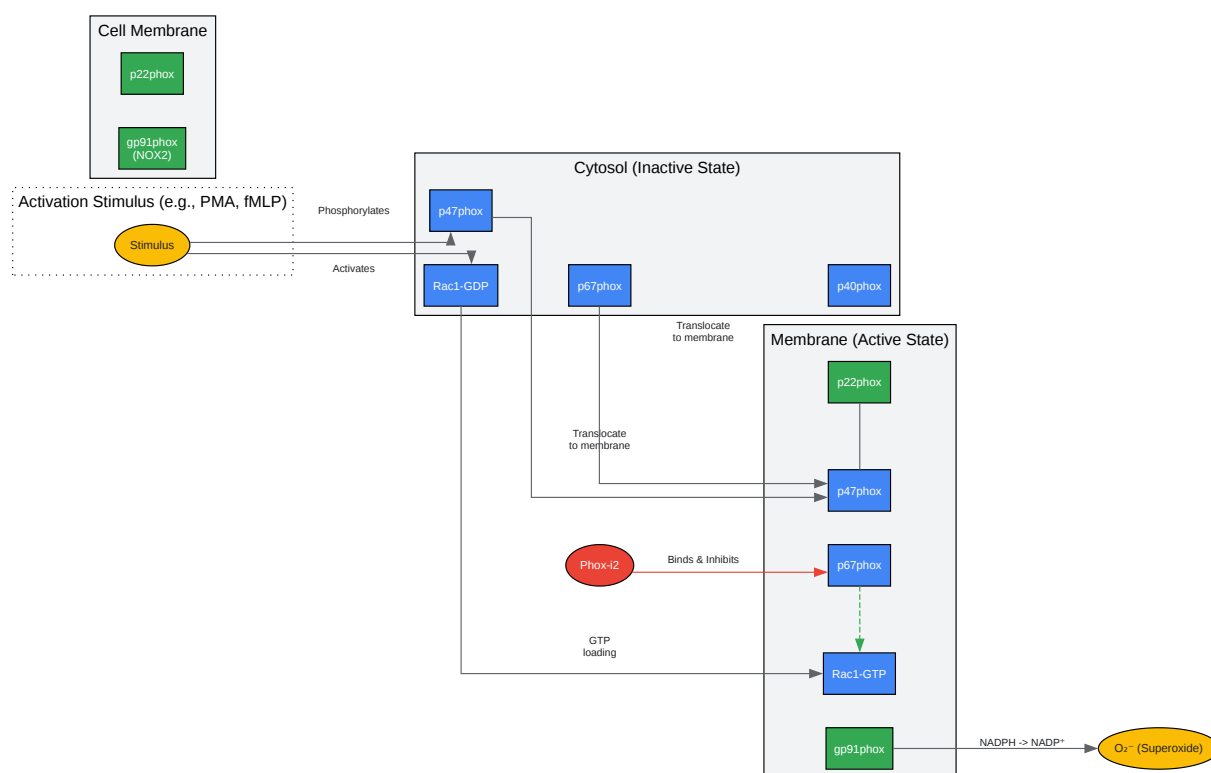 Cell Membrane
p22phox
gp91phox
(NOX2)
Activation Stimulus (e.g., PMA, fMLP)
Stimulus
Phosphorylates
Activates
Cytosol (Inactive State)
p47phox
Rac1-GDP
p67phox
p40phox
Translocate
to membrane
Membrane (Active State)
p22phox
Translocate
to membrane
p47phox
Phox-i2
Binds & Inhibits
p67phox
GTP
loading
Rac1-GTP
gp91phox
NADPH -> NADP⁺
O₂⁻ (Superoxide)